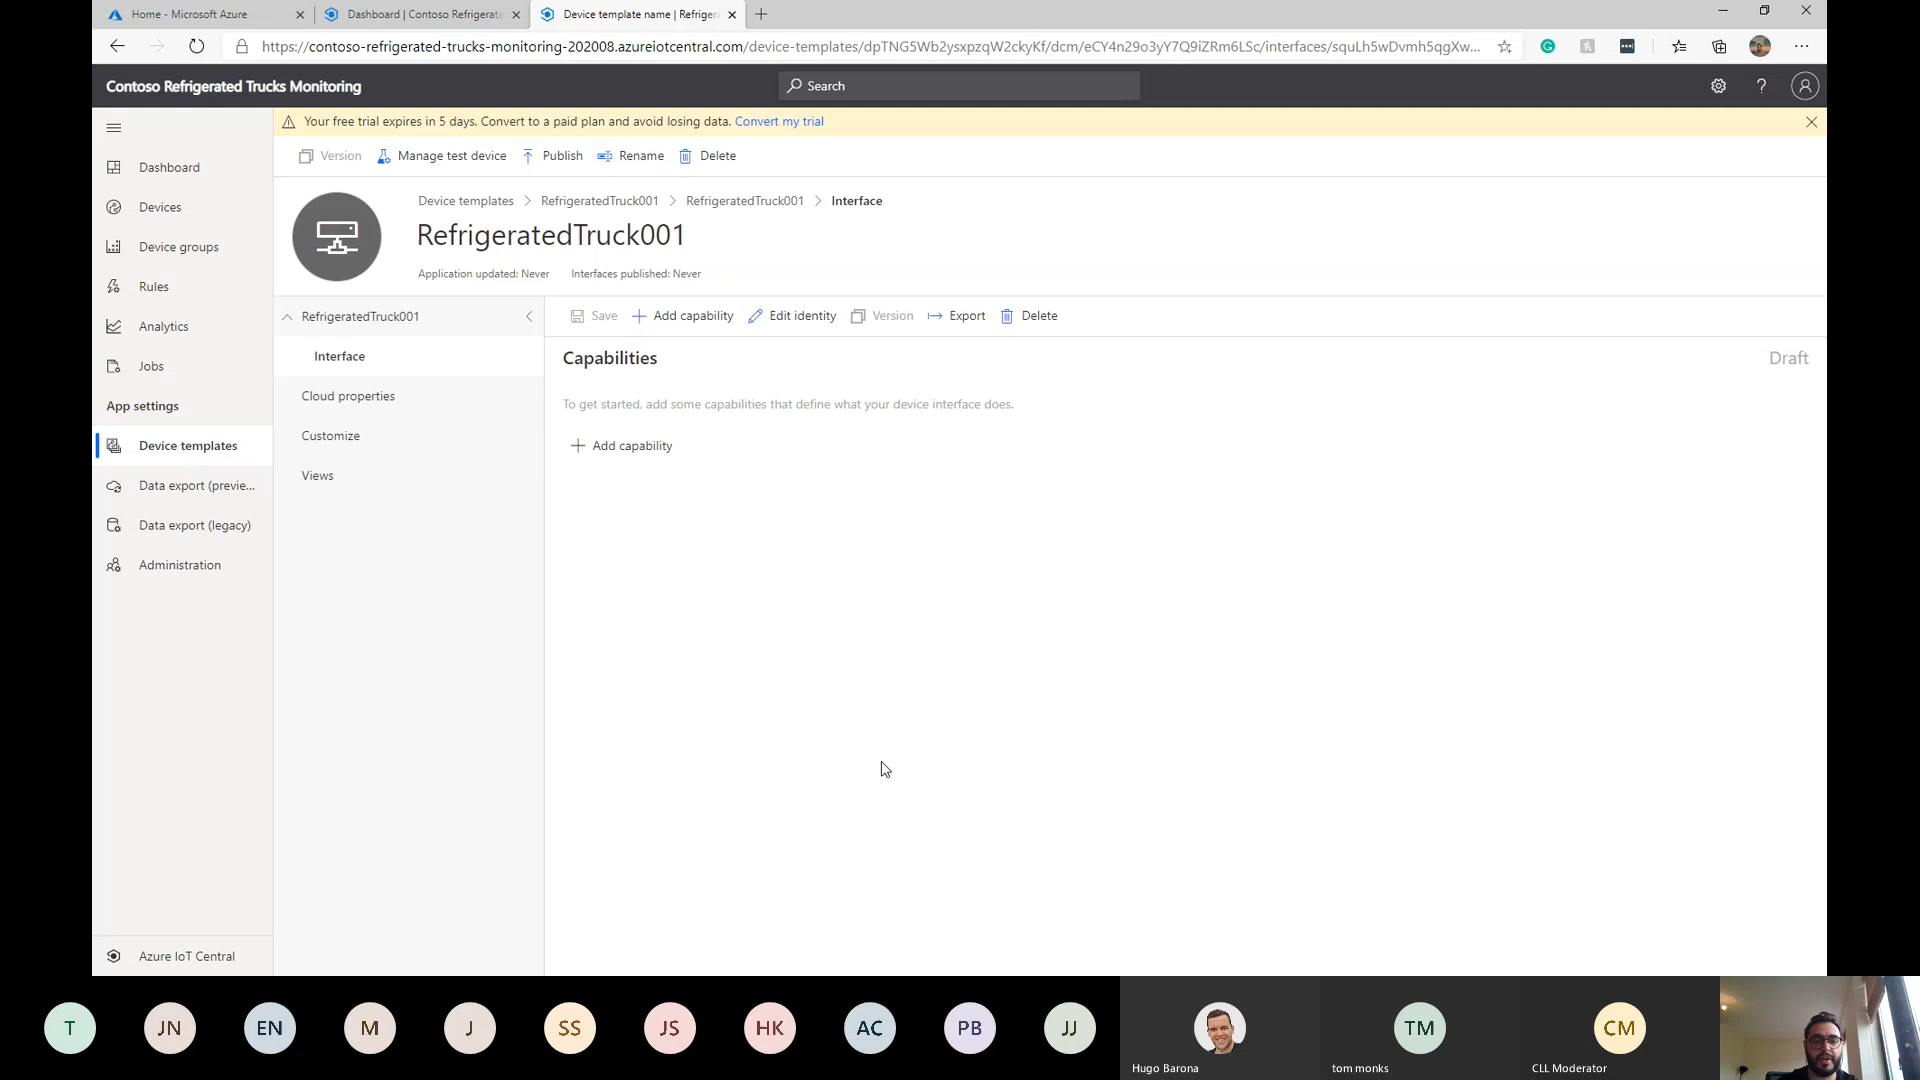 Home - Microsoft Azure
Dashboard | Contoso Refrigerate
Device template name | Refriger
https://contoso-refrigerated-trucks-monitoring-202008.azureiotcentral.com/device-templates/dpTNG5Wb2ysxpzqW2ckyKf/dcm/eCY4n29o3yY7Q9iZRm6LSc/interfaces/squLh5wDvmh5qgXw...
Contoso Refrigerated Trucks Monitoring
Search
Your free trial expires in 5 days. Convert to a paid plan and avoid losing data. Convert my trial
Version
Manage test device
Publish
Rename
Delete
Dashboard
Devices
Device groups
Rules
Analytics
Jobs
App settings
Device templates
Data export (previe...
Data export (legacy)
Administration
Azure IoT Central
Device templates > RefrigeratedTruck001 > RefrigeratedTruck001 > Interface
RefrigeratedTruck001
Application updated: Never
Interfaces published: Never
RefrigeratedTruck001
Interface
Cloud properties
Customize
Views
Save
Add capability
Edit identity
Version
Export
Delete
Capabilities
Draft
To get started, add some capabilities that define what your device interface does.
Add capability
T
JN
EN
M
J
SS
JS
HK
AC
PB
JJ
Hugo Barona
TM
tom monks
CM
CLL Moderator